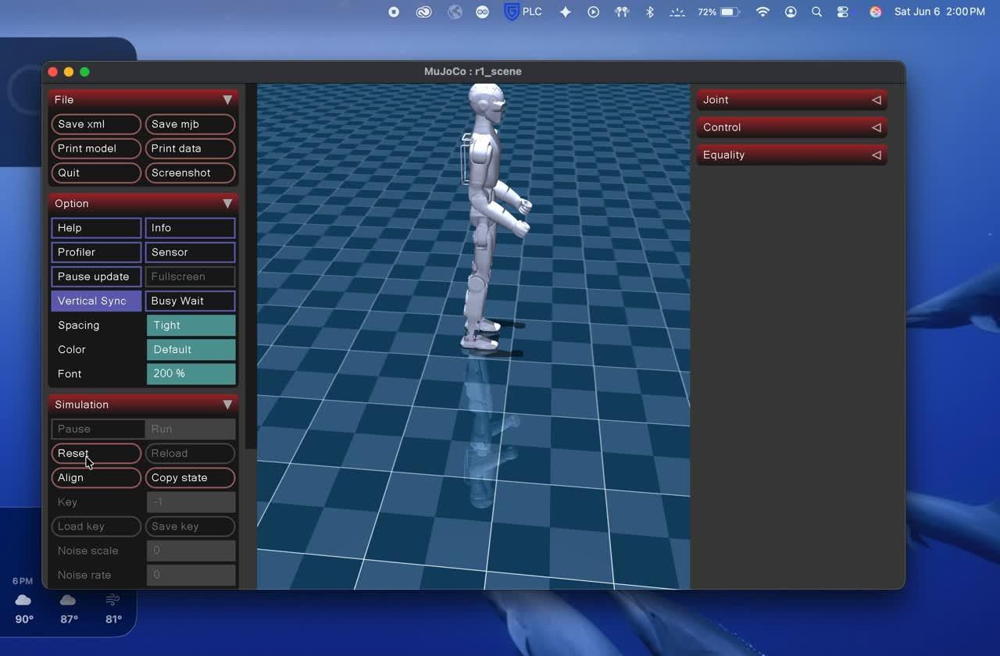 PLC 72% Sat Jun 6 2:00 PM
MuJoCo : r1_scene
File
Save xml Save mjb
Print model Print data
Quit Screenshot
Option
Help Info
Profiler Sensor
Pause update Fullscreen
Vertical Sync Busy Wait
Spacing Tight
Color Default
Font 200 %
Simulation
Pause Run
Reset Reload
Align Copy state
Key -1
Load key Save key
Noise scale 0
Noise rate 0
Joint
Control
Equality
6 PM
90° 87° 81°